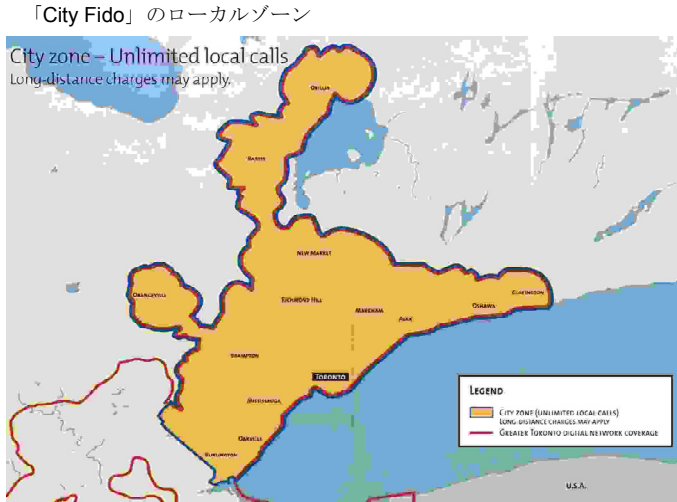 「City Fido」のローカルゾーン
City zone – Unlimited local calls
Long-distance charges may apply.
ORILLIA
BARRIE
NEW MARKET
ORANGEVILLE
RICHMOND HILL
MARKHAM
AJAX
OSHAWA
CLARINGTON
BRAMPTON
TORONTO
MISSISSAUGA
OAKVILLE
BURLINGTON
LEGEND
CITY ZONE (UNLIMITED LOCAL CALLS)
LONG-DISTANCE CHARGES MAY APPLY
GREATER TORONTO DIGITAL NETWORK COVERAGE
U.S.A.